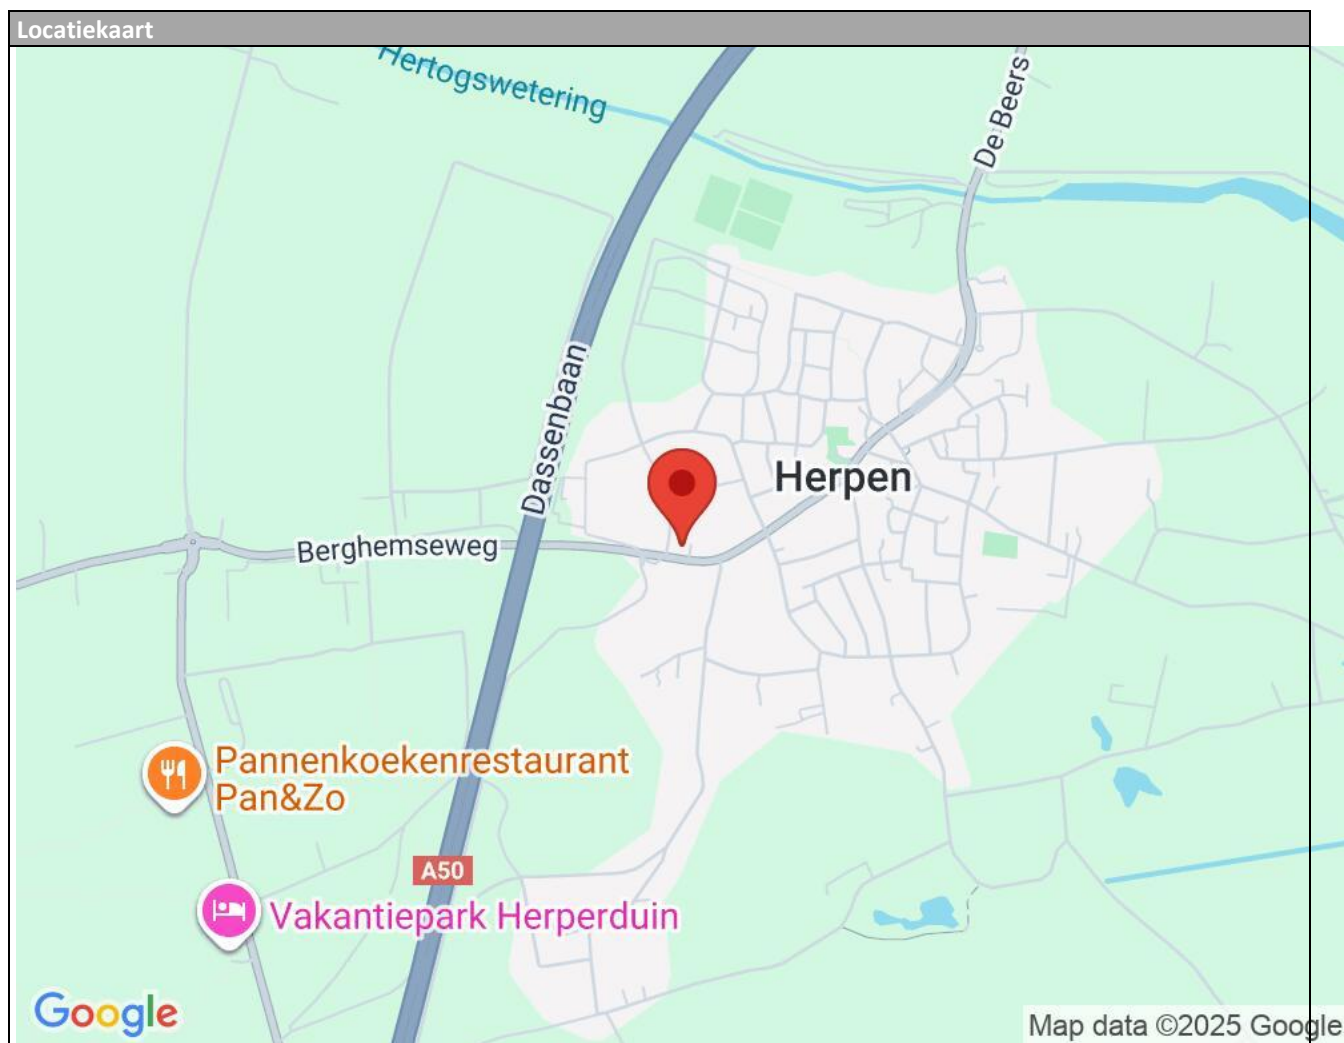 Locatiekaart
Hertogswetering
De Beers
Dassenbaan
Herpen
Berghemseweg
Pannenkoekenrestaurant
Pan&Zo
A50
Vakantiepark Herperduin
Google
Map data ©2025 Google